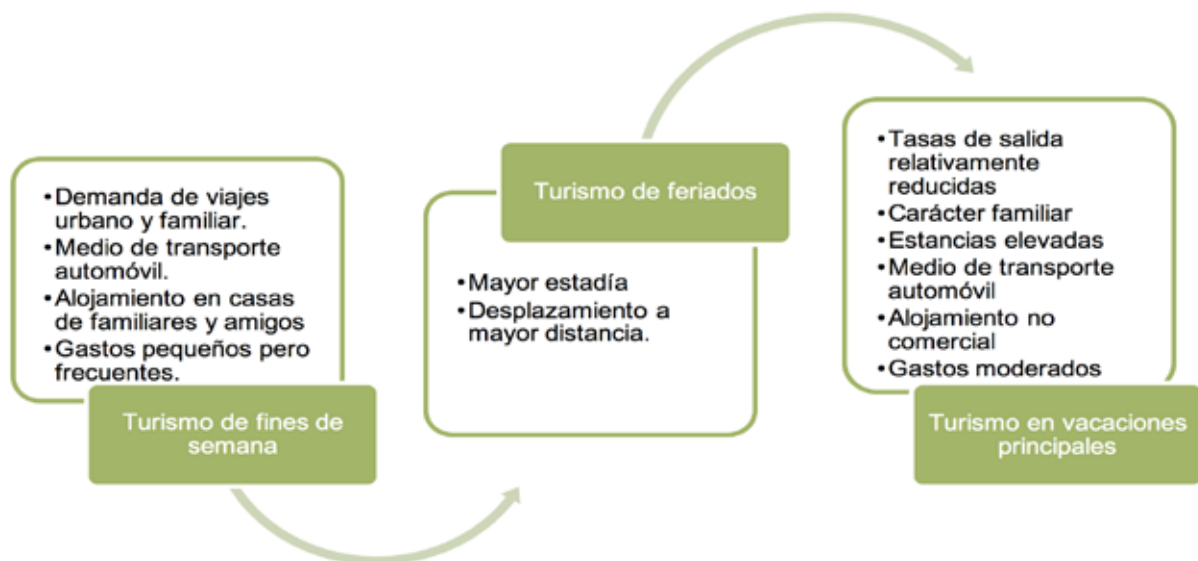 •Demanda de viajes
urbano y familiar.
•Medio de transporte
automóvil.
•Alojamiento en casas
de familiares y amigos
•Gastos pequeños pero
frecuentes.
Turismo de fines de
semana
Turismo de feriados
•Mayor estadía
•Desplazamiento a
mayor distancia.
•Tasas de salida
relativamente
reducidas
•Carácter familiar
•Estancias elevadas
•Medio de transporte
automóvil
•Alojamiento no
comercial
•Gastos moderados
Turismo en vacaciones
principales